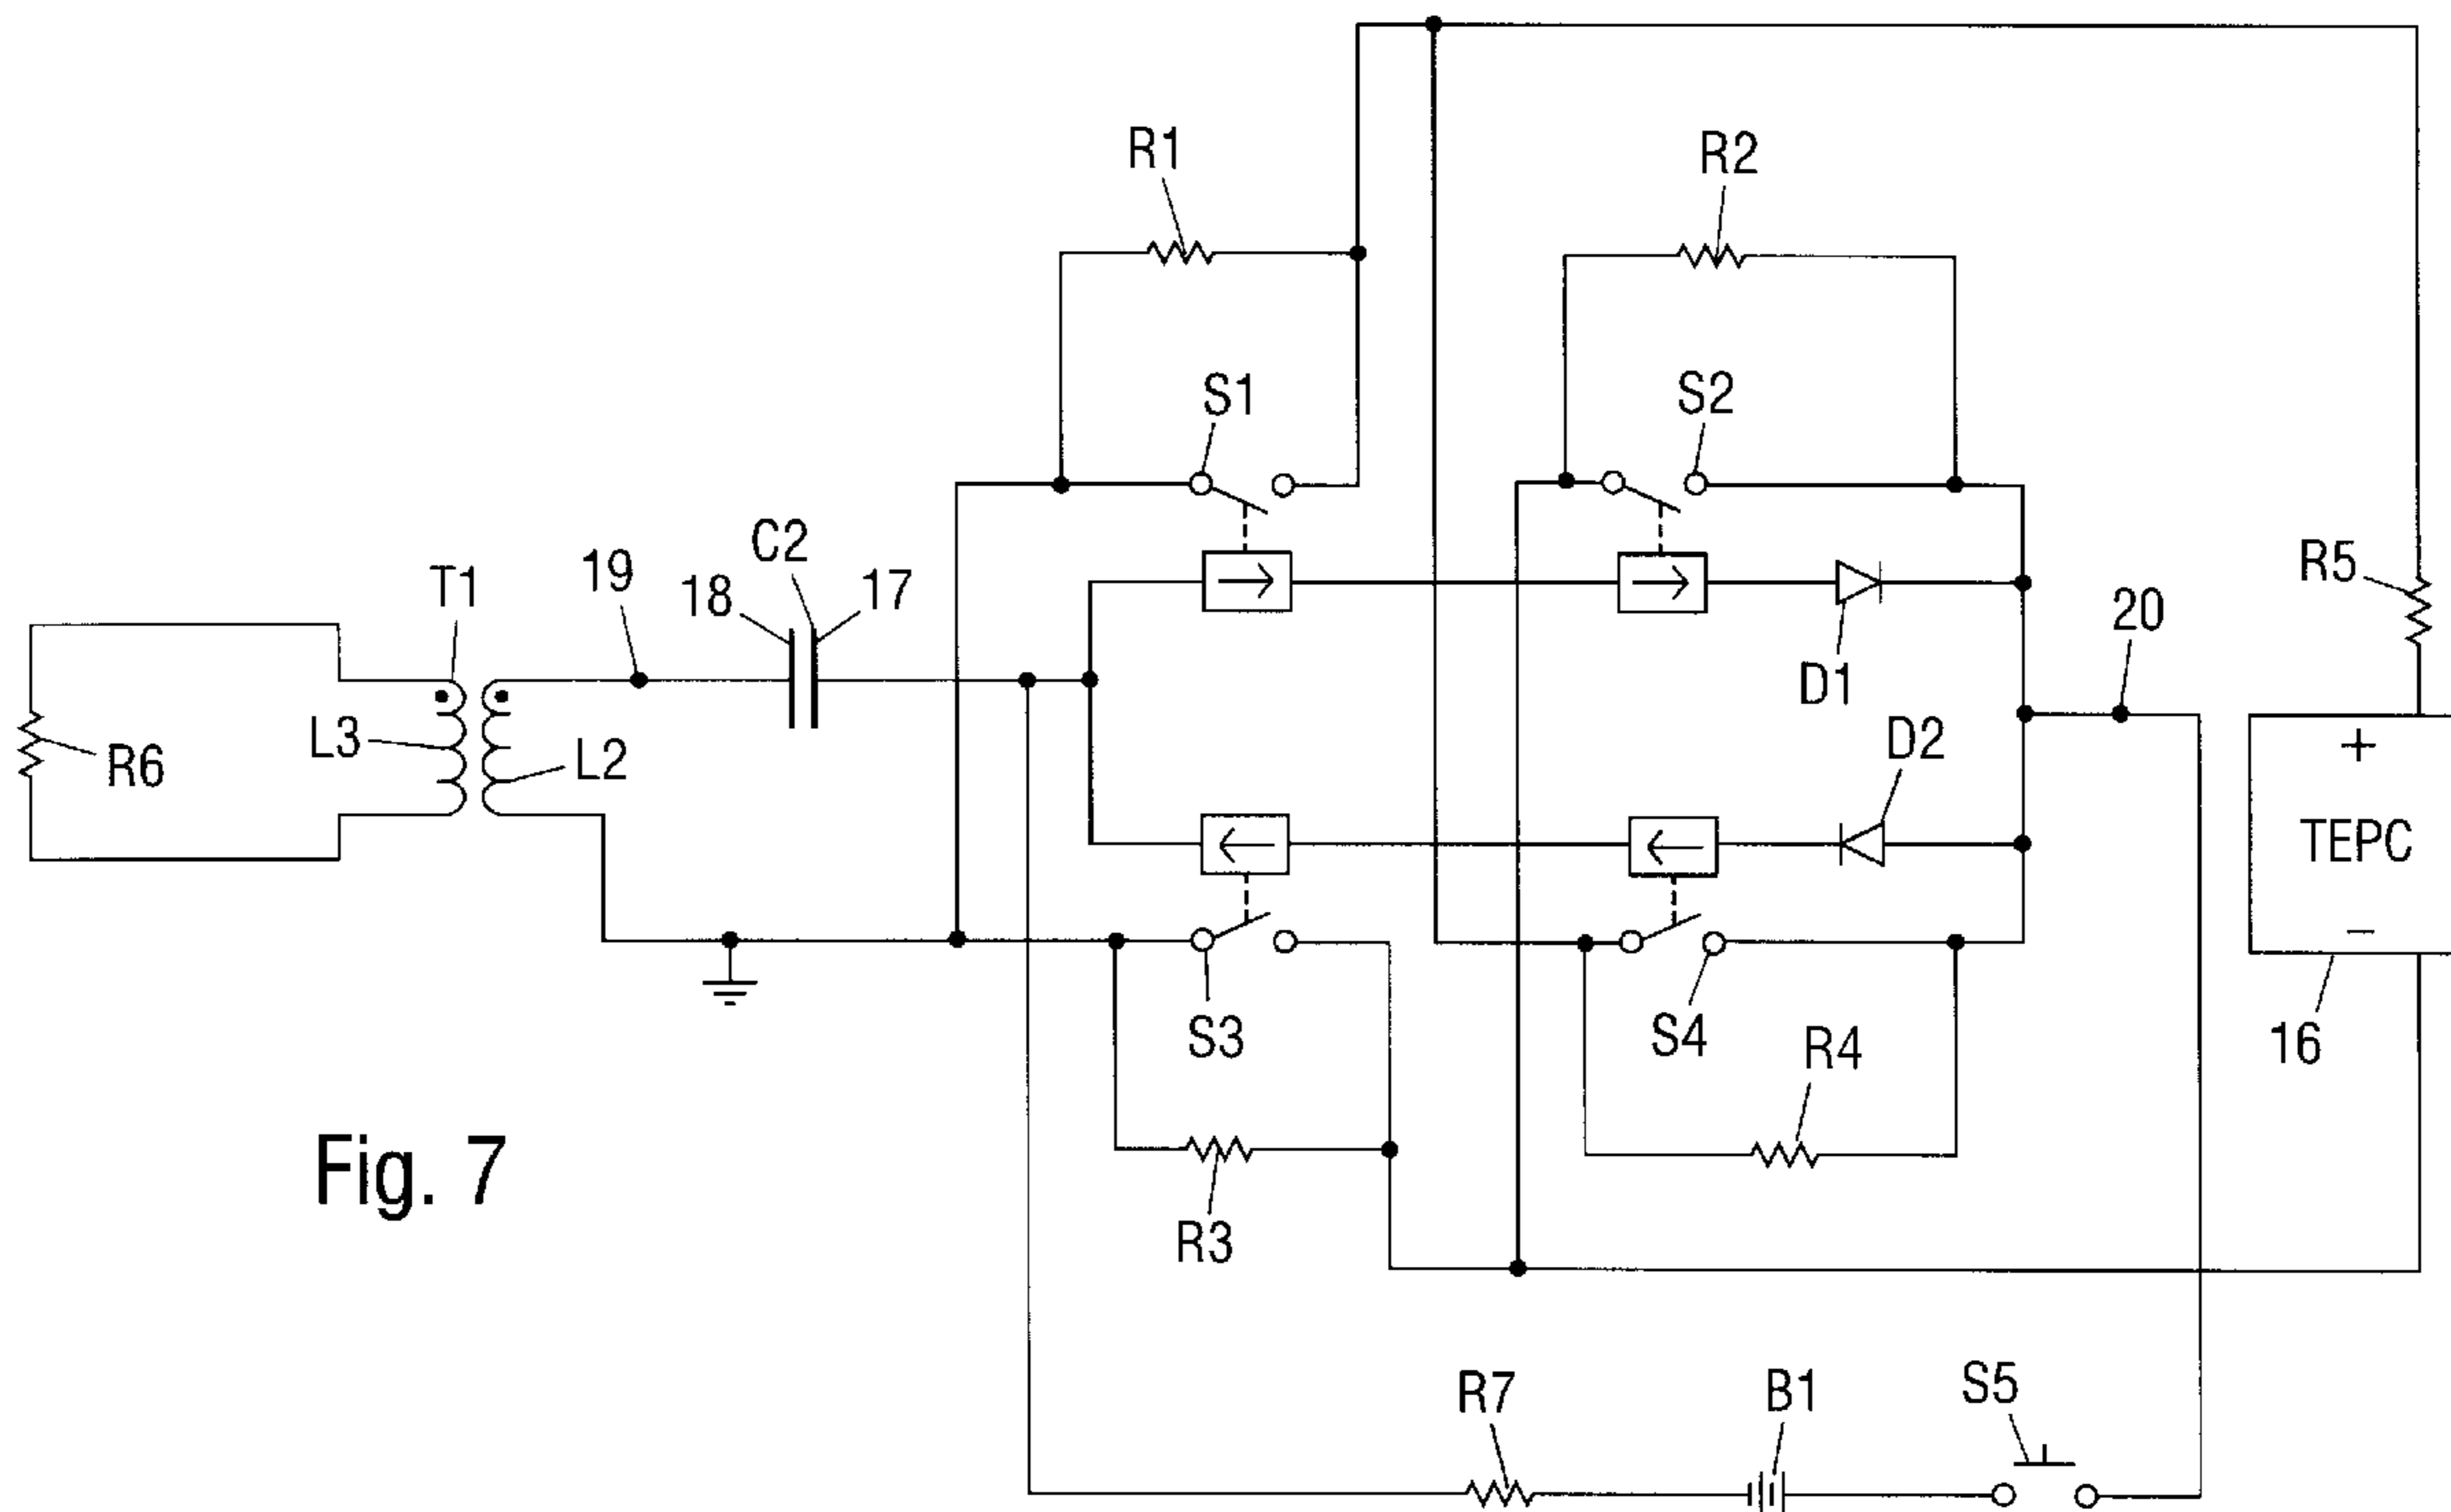 R1
R2
S1
S2
C2
19
18
17
T1
R5
20
D1
L3
L2
R6
D2
+
TEPC
−
S3
S4
R4
16
Fig. 7
R3
R7
B1
S5